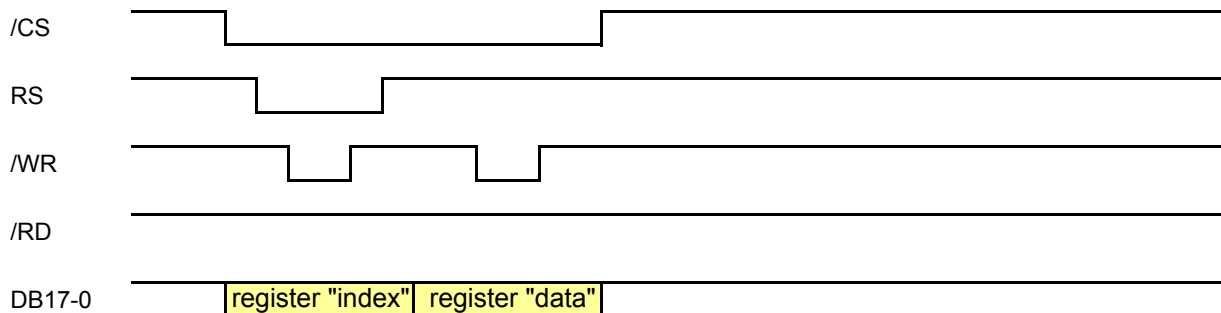 /CS
RS
/WR
/RD
DB17-0 register "index" register "data"